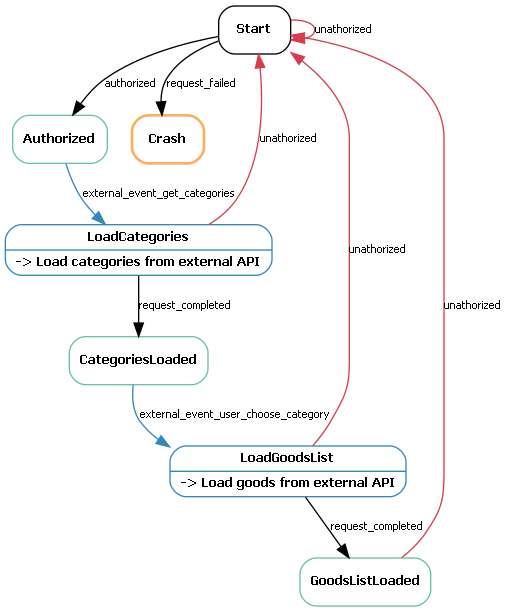 Start
unathorized
authorized
request_failed
Authorized
Crash
unathorized
external_event_get_categories
LoadCategories
-> Load categories from external API
unathorized
request_completed
unathorized
CategoriesLoaded
external_event_user_choose_category
LoadGoodsList
-> Load goods from external API
request_completed
GoodsListLoaded